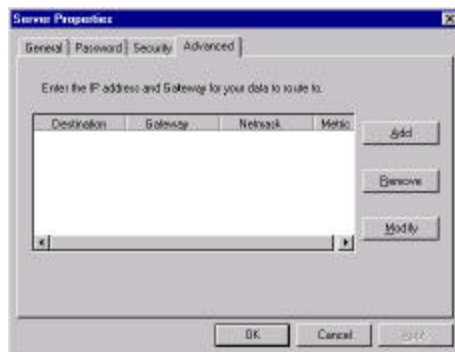 Server Properties
General Password Security Advanced
Enter the IP address and Gateway for your data to route to.
Destination Gateway Netmask Metric
Add
Remove
Modify
OK Cancel Apply